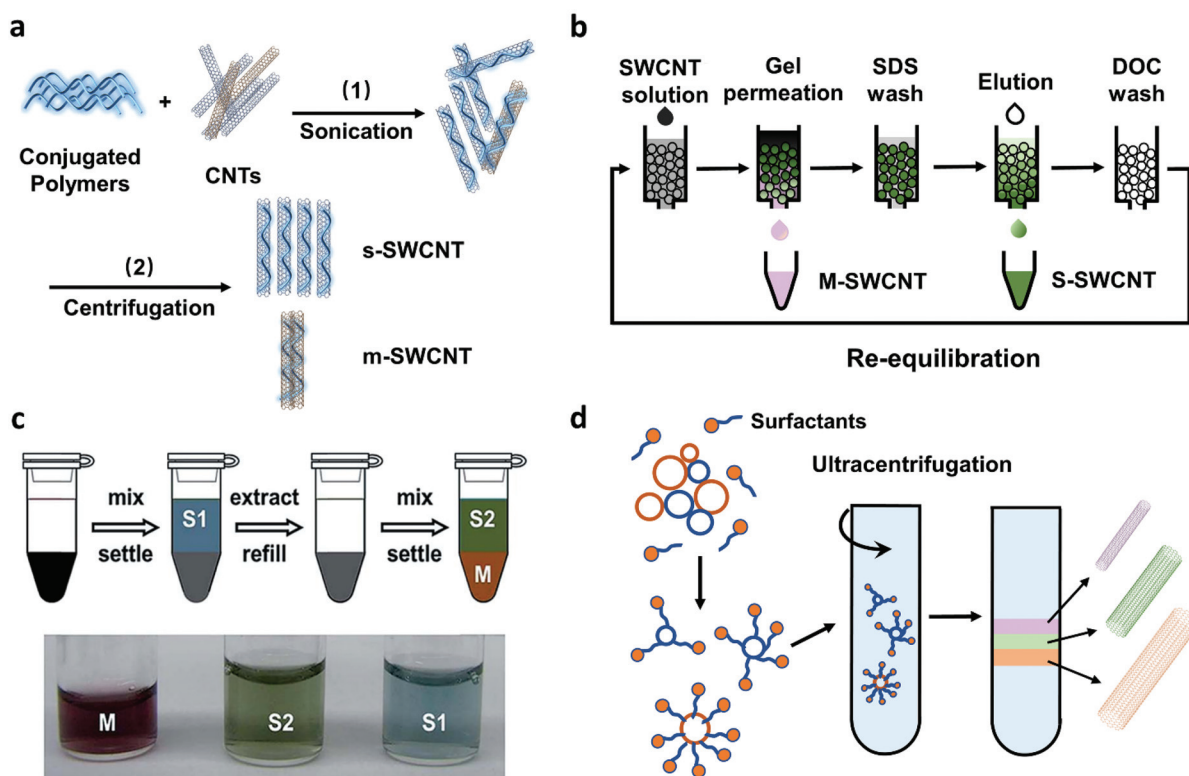 a
Conjugated
Polymers
+
CNTs
(1)
Sonication
(2)
Centrifugation
s-SWCNT
m-SWCNT
b
SWCNT
solution
Gel
permeation
SDS
wash
Elution
DOC
wash
M-SWCNT
S-SWCNT
Re-equilibration
c
mix
settle
S1
extract
refill
mix
settle
S2
M
M
S2
S1
d
Surfactants
Ultracentrifugation